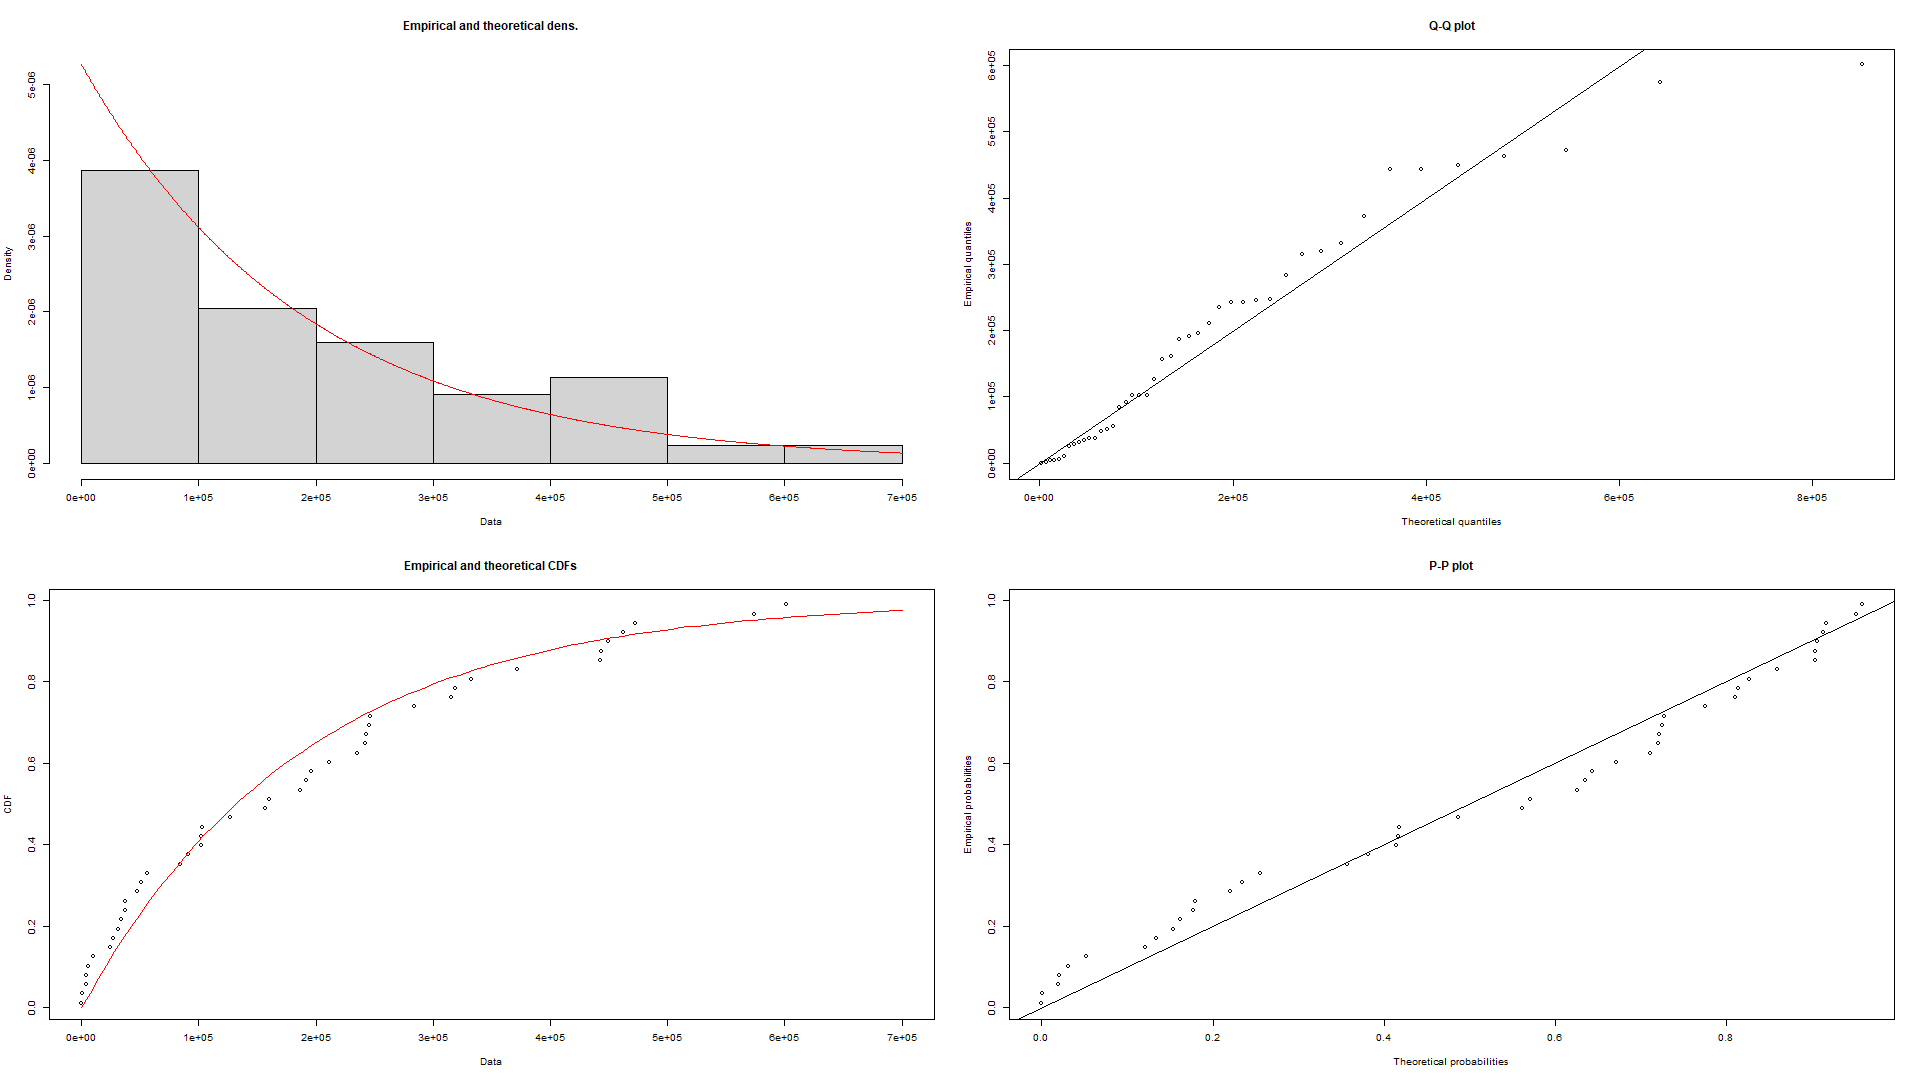 Empirical and theoretical dens.
Density
0e+00 1e-06 2e-06 3e-06 4e-06 5e-06
0e+00 1e+05 2e+05 3e+05 4e+05 5e+05 6e+05 7e+05
Data
Q-Q plot
Empirical quantiles
0e+00 1e+05 2e+05 3e+05 4e+05 5e+05 6e+05
0e+00 2e+05 4e+05 6e+05 8e+05
Theoretical quantiles
Empirical and theoretical CDFs
CDF
0.0 0.2 0.4 0.6 0.8 1.0
0e+00 1e+05 2e+05 3e+05 4e+05 5e+05 6e+05 7e+05
Data
P-P plot
Empirical probabilities
0.0 0.2 0.4 0.6 0.8 1.0
0.0 0.2 0.4 0.6 0.8
Theoretical probabilities